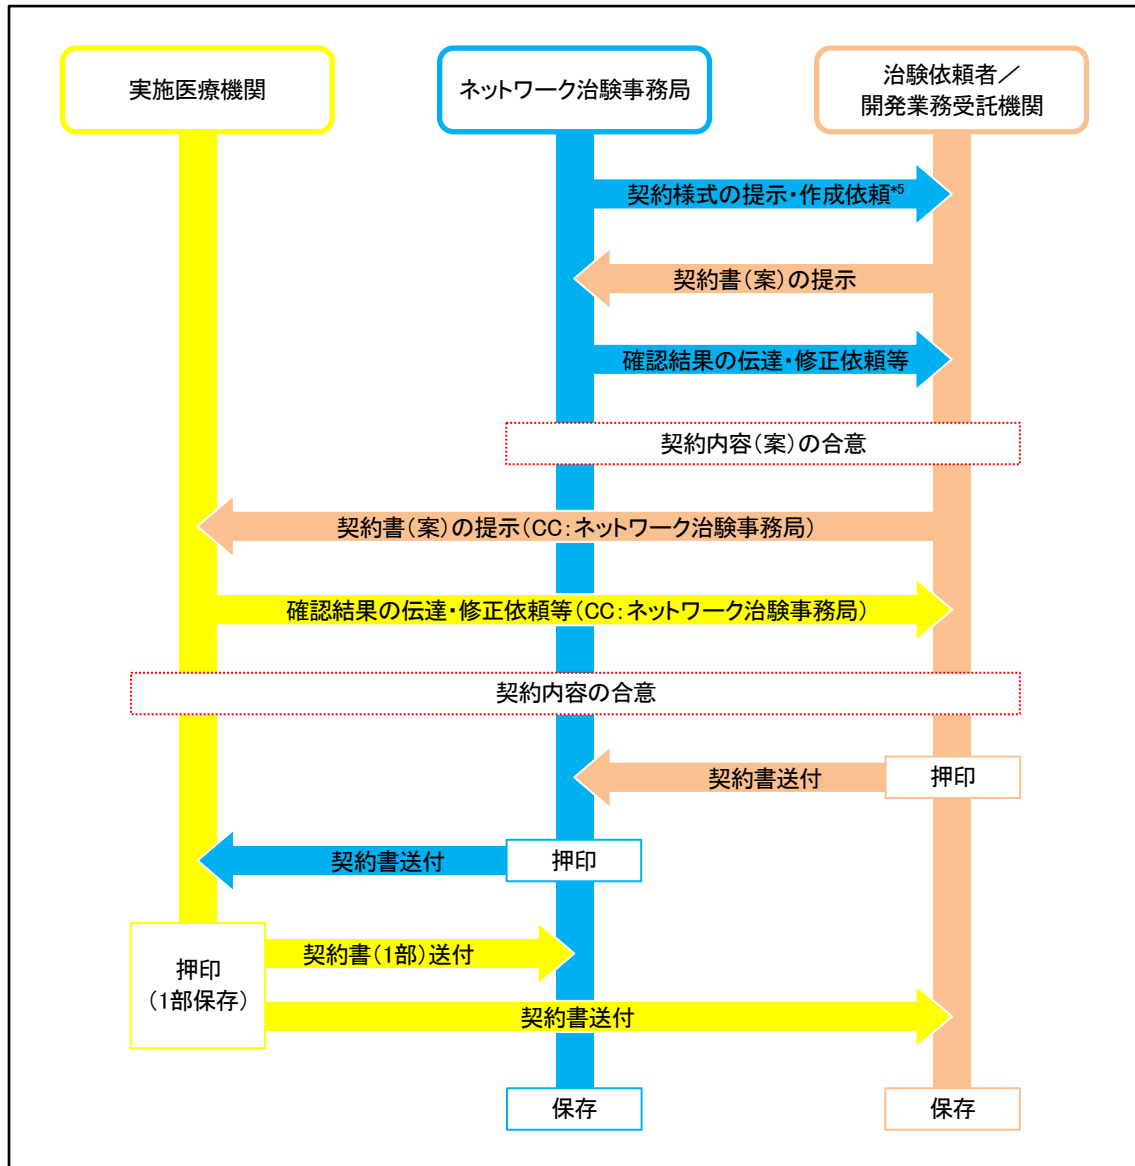 実施医療機関
ネットワーク治験事務局
治験依頼者／
開発業務受託機関
契約様式の提示・作成依頼*5
契約書（案）の提示
確認結果の伝達・修正依頼等
契約内容（案）の合意
契約書（案）の提示（CC：ネットワーク治験事務局）
確認結果の伝達・修正依頼等（CC：ネットワーク治験事務局）
契約内容の合意
契約書送付
押印
契約書送付
押印
押印
（1部保存）
契約書（1部）送付
契約書送付
保存
保存